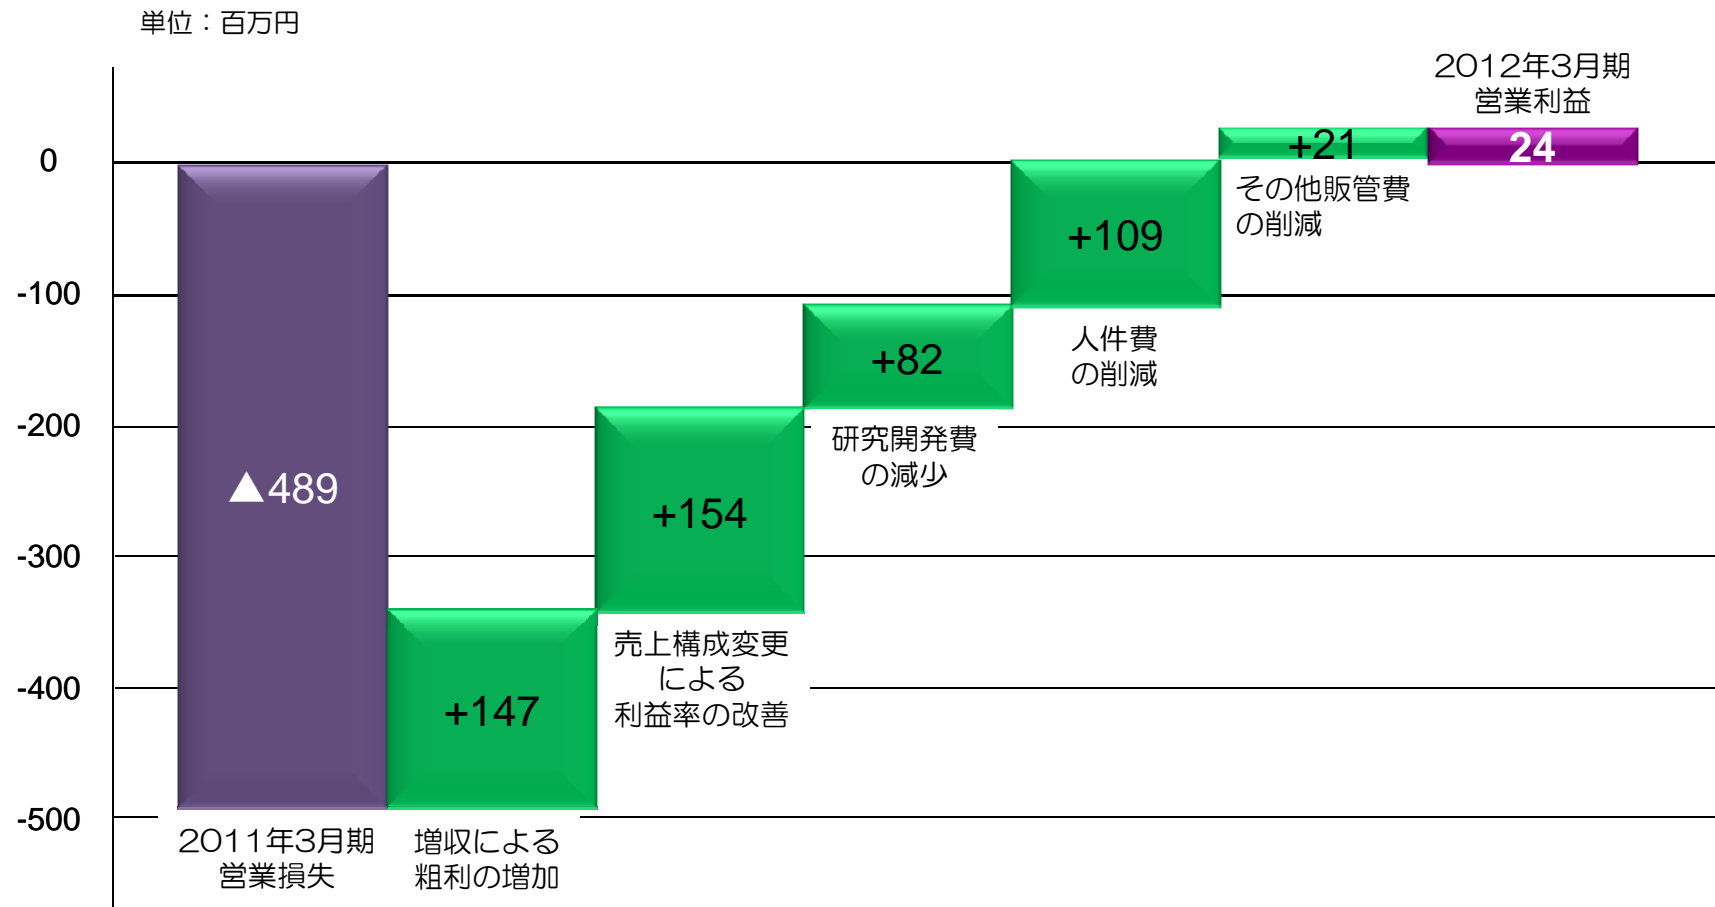 単位：百万円
2012年3月期
営業利益
0
-100
-200
-300
-400
-500
▲489
+147
+154
+82
+109
+21
24
その他販管費
の削減
人件費
の削減
研究開発費
の減少
売上構成変更
による
利益率の改善
2011年3月期
営業損失
増収による
粗利の増加